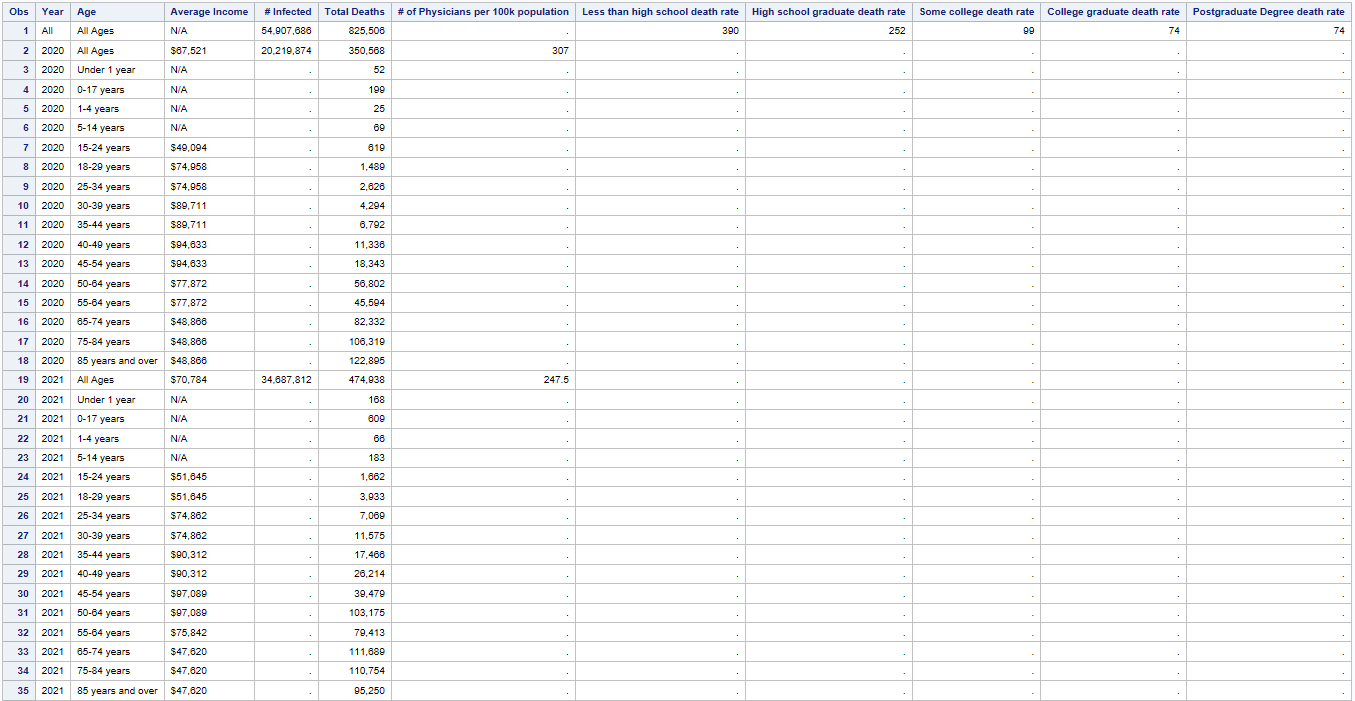 Obs Year Age Average Income # Infected Total Deaths # of Physicians per 100k population Less than high school death rate High school graduate death rate Some college death rate College graduate death rate Postgraduate Degree death rate
1 All All Ages N/A 54,907,686 825,506 . 390 252 99 74 74
2 2020 All Ages $67,521 20,219,874 350,568 307 . . . . .
3 2020 Under 1 year N/A . 52 . . . . . .
4 2020 0-17 years N/A . 199 . . . . . .
5 2020 1-4 years N/A . 25 . . . . . .
6 2020 5-14 years N/A . 69 . . . . . .
7 2020 15-24 years $49,094 . 619 . . . . . .
8 2020 18-29 years $74,958 . 1,489 . . . . . .
9 2020 25-34 years $74,958 . 2,626 . . . . . .
10 2020 30-39 years $89,711 . 4,294 . . . . . .
11 2020 35-44 years $89,711 . 6,792 . . . . . .
12 2020 40-49 years $94,633 . 11,336 . . . . . .
13 2020 45-54 years $94,633 . 18,343 . . . . . .
14 2020 50-64 years $77,872 . 56,802 . . . . . .
15 2020 55-64 years $77,872 . 45,594 . . . . . .
16 2020 65-74 years $48,866 . 82,332 . . . . . .
17 2020 75-84 years $48,866 . 106,319 . . . . . .
18 2020 85 years and over $48,866 . 122,895 . . . . . .
19 2021 All Ages $70,784 34,687,812 474,938 247.5 . . . . .
20 2021 Under 1 year N/A . 168 . . . . . .
21 2021 0-17 years N/A . 609 . . . . . .
22 2021 1-4 years N/A . 66 . . . . . .
23 2021 5-14 years N/A . 183 . . . . . .
24 2021 15-24 years $51,645 . 1,662 . . . . . .
25 2021 18-29 years $51,645 . 3,933 . . . . . .
26 2021 25-34 years $74,862 . 7,069 . . . . . .
27 2021 30-39 years $74,862 . 11,575 . . . . . .
28 2021 35-44 years $90,312 . 17,466 . . . . . .
29 2021 40-49 years $90,312 . 26,214 . . . . . .
30 2021 45-54 years $97,089 . 39,479 . . . . . .
31 2021 50-64 years $97,089 . 103,175 . . . . . .
32 2021 55-64 years $75,842 . 79,413 . . . . . .
33 2021 65-74 years $47,620 . 111,689 . . . . . .
34 2021 75-84 years $47,620 . 110,754 . . . . . .
35 2021 85 years and over $47,620 . 95,250 . . . . . .